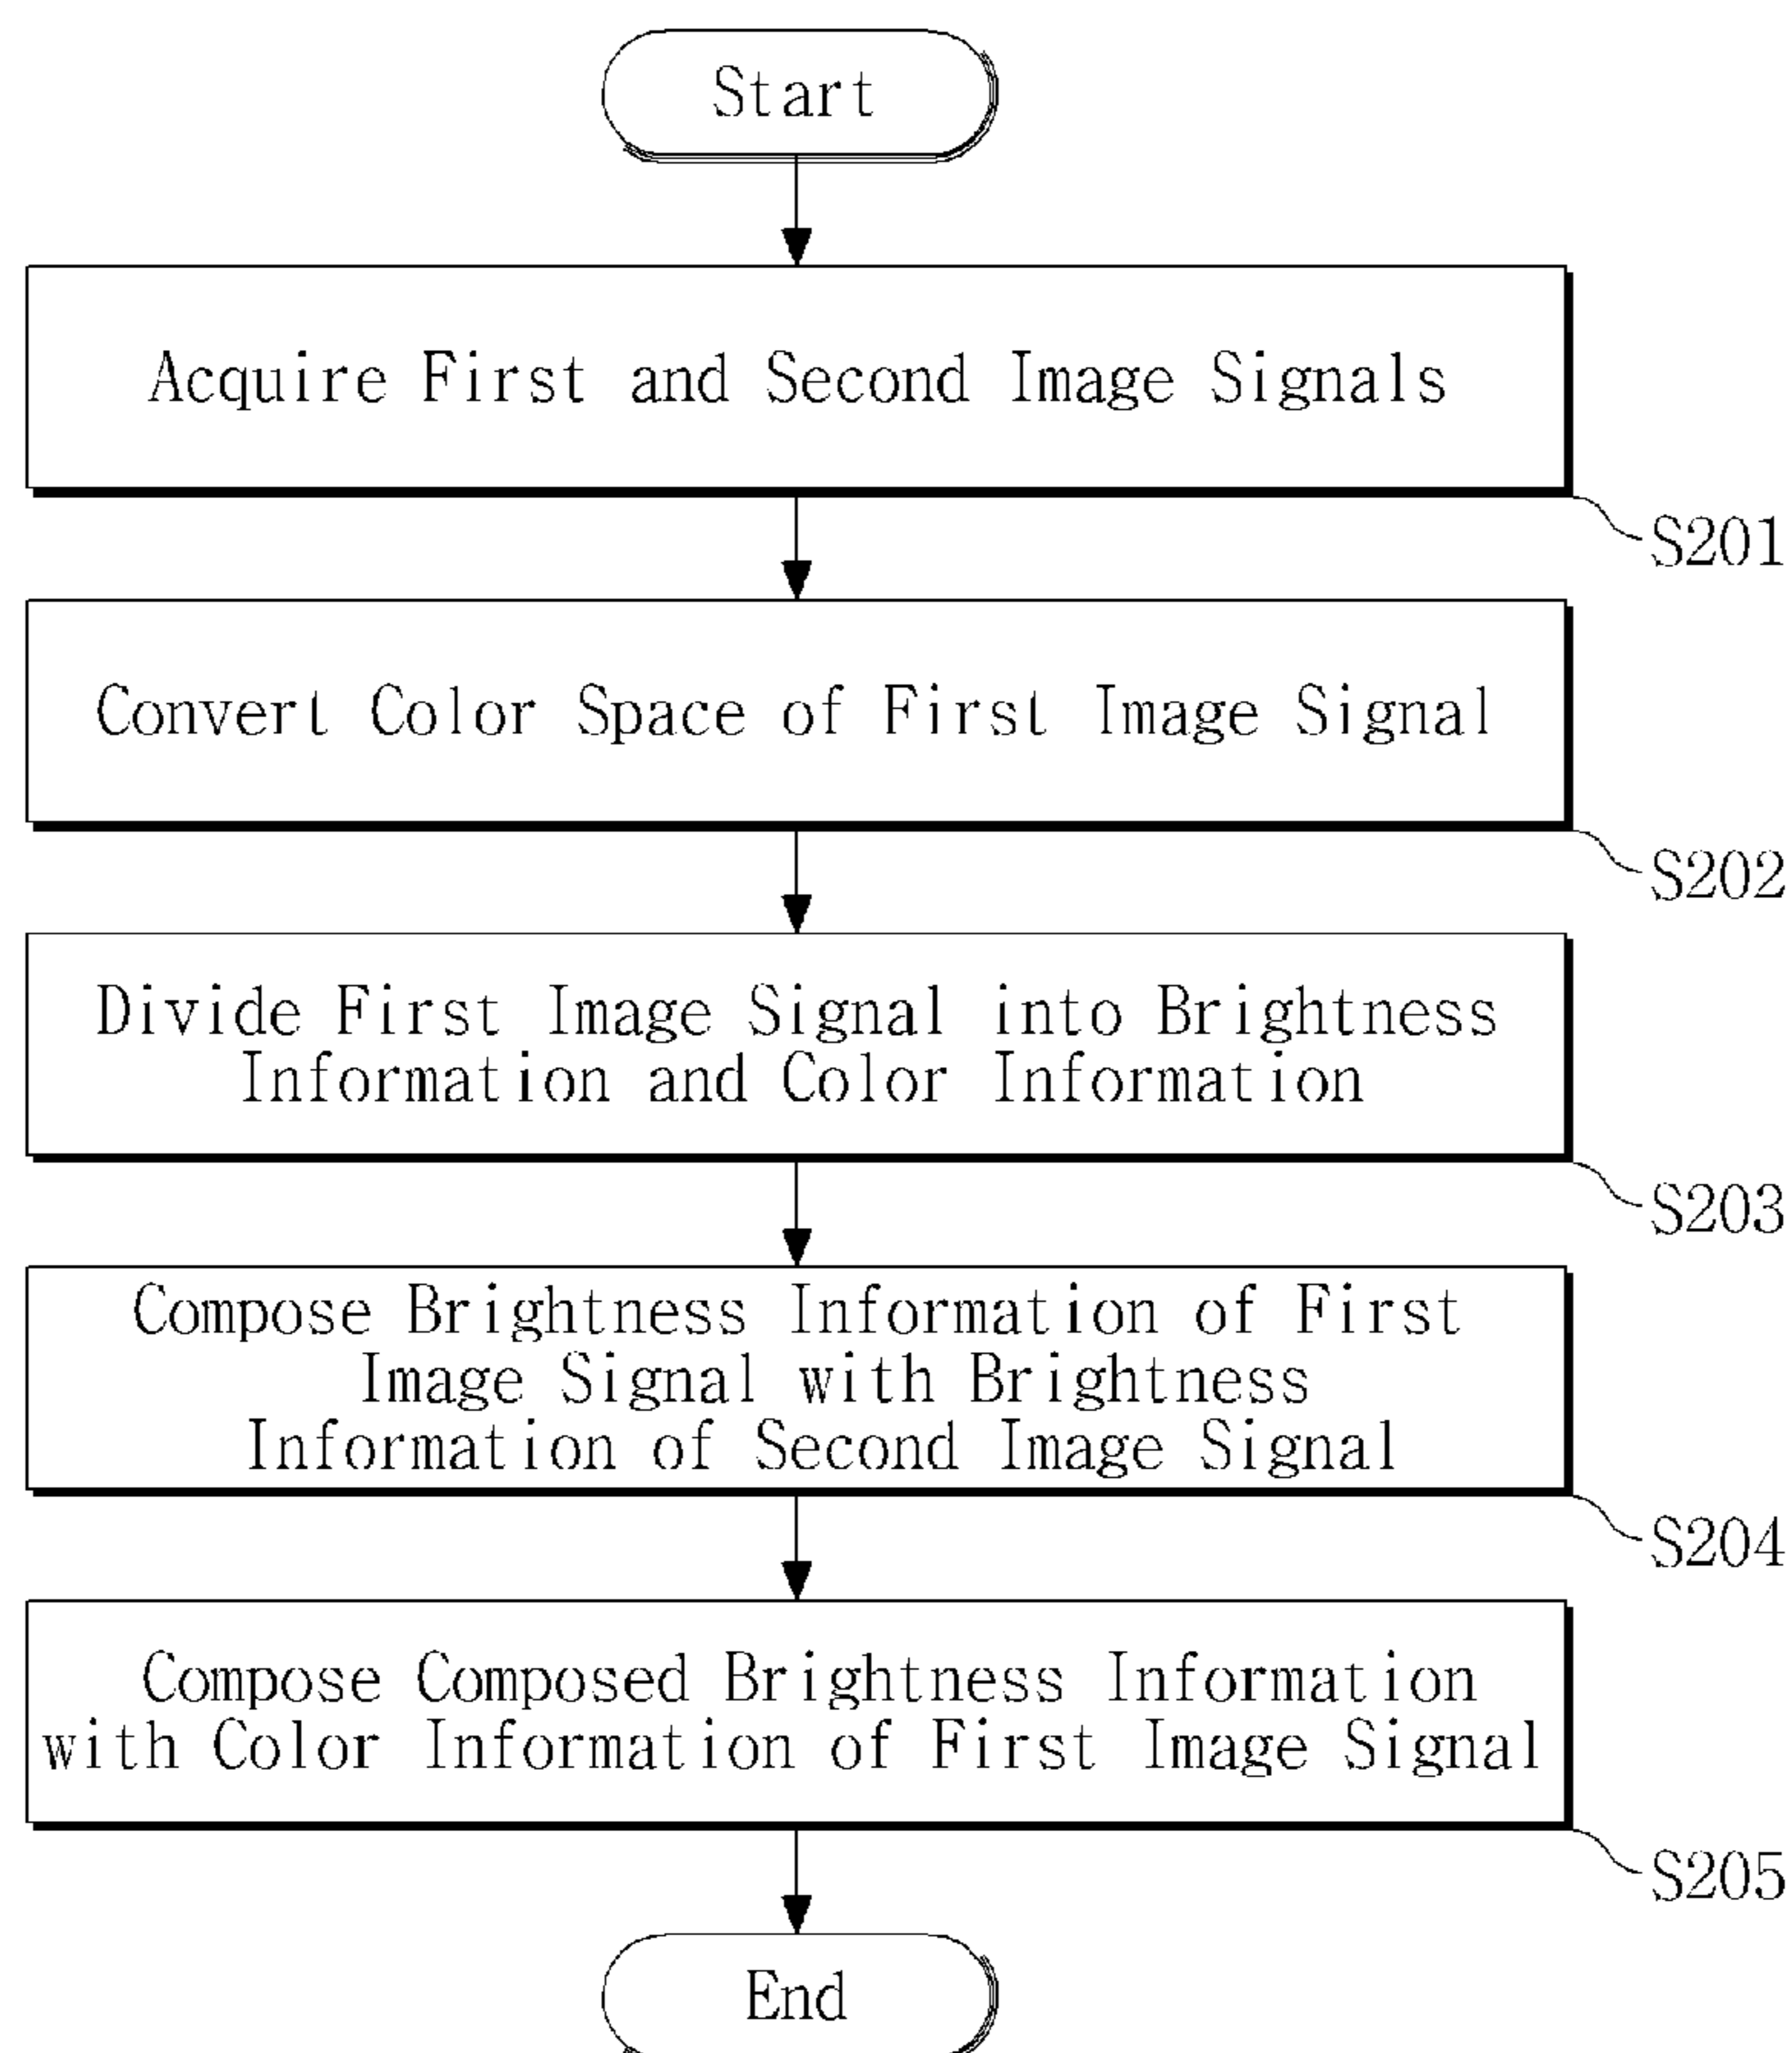 Start
Acquire First and Second Image Signals
S201
Convert Color Space of First Image Signal
S202
Divide First Image Signal into Brightness
Information and Color Information
S203
Compose Brightness Information of First
Image Signal with Brightness
Information of Second Image Signal
S204
Compose Composed Brightness Information
with Color Information of First Image Signal
S205
End